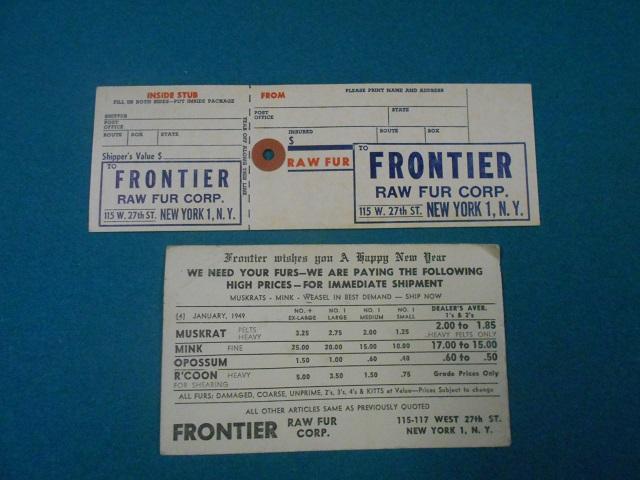 INSIDE STUB
FILL IN BOTH SIDES—PUT INSIDE PACKAGE
SHIPPER
POST OFFICE
ROUTE BOX STATE
Shipper's Value $
TO
FRONTIER
RAW FUR CORP.
115 W. 27th ST. NEW YORK 1, N. Y.
TEAR OFF ALONG THIS LINE
FROM PLEASE PRINT NAME AND ADDRESS
POST OFFICE STATE
INSURED ROUTE BOX
$
RAW FUR
TO
FRONTIER
RAW FUR CORP.
115 W. 27th ST. NEW YORK 1, N. Y.
Frontier wishes you A Happy New Year
WE NEED YOUR FURS—WE ARE PAYING THE FOLLOWING
HIGH PRICES—FOR IMMEDIATE SHIPMENT
MUSKRATS - MINK - WEASEL IN BEST DEMAND — SHIP NOW
(4) JANUARY, 1949 NO. + EX-LARGE NO. 1 LARGE NO. 1 MEDIUM NO. 1 SMALL DEALER'S AVER. 1's & 2's
MUSKRAT PELTS HEAVY 3.25 2.75 2.00 1.25 2.00 to 1.85 HEAVY PELTS ONLY
MINK FINE 25.00 20.00 15.00 10.00 17.00 to 15.00
OPOSSUM 1.50 1.00 .60 .40 .60 to .50
R'COON HEAVY 5.00 3.50 1.50 .75 Grade Prices Only
FOR SHEARING
ALL FURS: DAMAGED, COARSE, UNPRIME, 2's, 3's, 4's & KITTS at Value—Prices Subject to change
ALL OTHER ARTICLES SAME AS PREVIOUSLY QUOTED
FRONTIER RAW FUR CORP. 115-117 WEST 27th ST.
NEW YORK 1, N. Y.